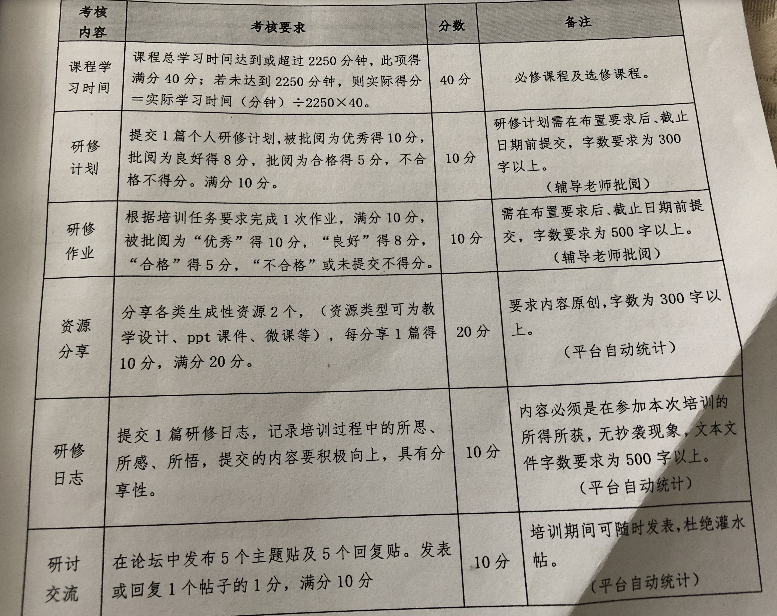 考核
内容
考核要求
分数
备注
课程学
习时间
课程总学习时间达到或超过 2250 分钟，此项得
满分 40 分；若未达到 2250 分钟，则实际得分
＝实际学习时间（分钟）÷2250×40。
40 分
必修课程及选修课程。
研修
计划
提交 1 篇个人研修计划,被批阅为优秀得 10 分,
批阅为良好得 8 分，批阅为合格得 5 分，不合
格不得分。满分 10 分。
10 分
研修计划需在布置要求后、截止
日期前提交，字数要求为 300
字以上。
（辅导老师批阅）
研修
作业
根据培训任务要求完成 1 次作业，满分 10 分，
被批阅为“优秀”得 10 分，“良好”得 8 分，
“合格”得 5 分，“不合格”或未提交不得分。
10 分
需在布置要求后、截止日期前提
交，字数要求为 500 字以上。
（辅导老师批阅）
资源
分享
分享各类生成性资源 2 个，（资源类型可为教
学设计、ppt 课件、微课等），每分享 1 篇得
10 分，满分 20 分。
20 分
要求内容原创,字数为 300 字以
上。
（平台自动统计）
研修
日志
提交 1 篇研修日志，记录培训过程中的所思、
所感、所悟，提交的内容要积极向上，具有分
享性。
10 分
内容必须是在参加本次培训的
所得所获，无抄袭现象，文本文
件字数要求为 500 字以上。
（平台自动统计）
研讨
交流
在论坛中发布 5 个主题贴及 5 个回复贴。发表
或回复 1 个帖子的 1 分，满分 10 分
10 分
培训期间可随时发表,杜绝灌水
帖。
（平台自动统计）